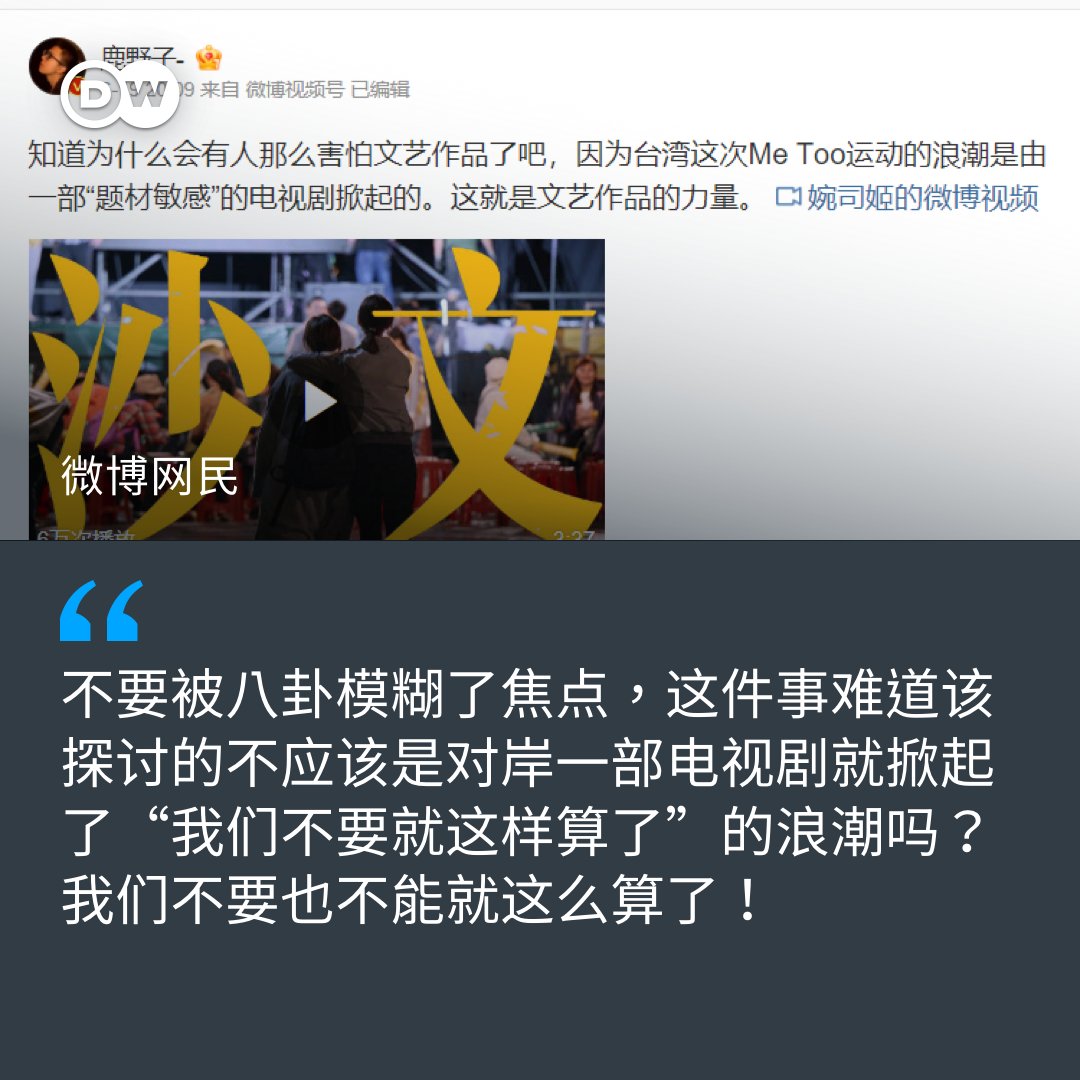 鹿野子-
DW
09 来自 微博视频号 已编辑
知道为什么会有人那么害怕文艺作品了吧，因为台湾这次Me Too运动的浪潮是由
一部“题材敏感”的电视剧掀起的。这就是文艺作品的力量。 婉司姬的微博视频
沙文
微博网民
6万次播放
“
不要被八卦模糊了焦点，这件事难道该
探讨的不应该是对岸一部电视剧就掀起
了“我们不要就这样算了”的浪潮吗？
我们不要也不能就这么算了！